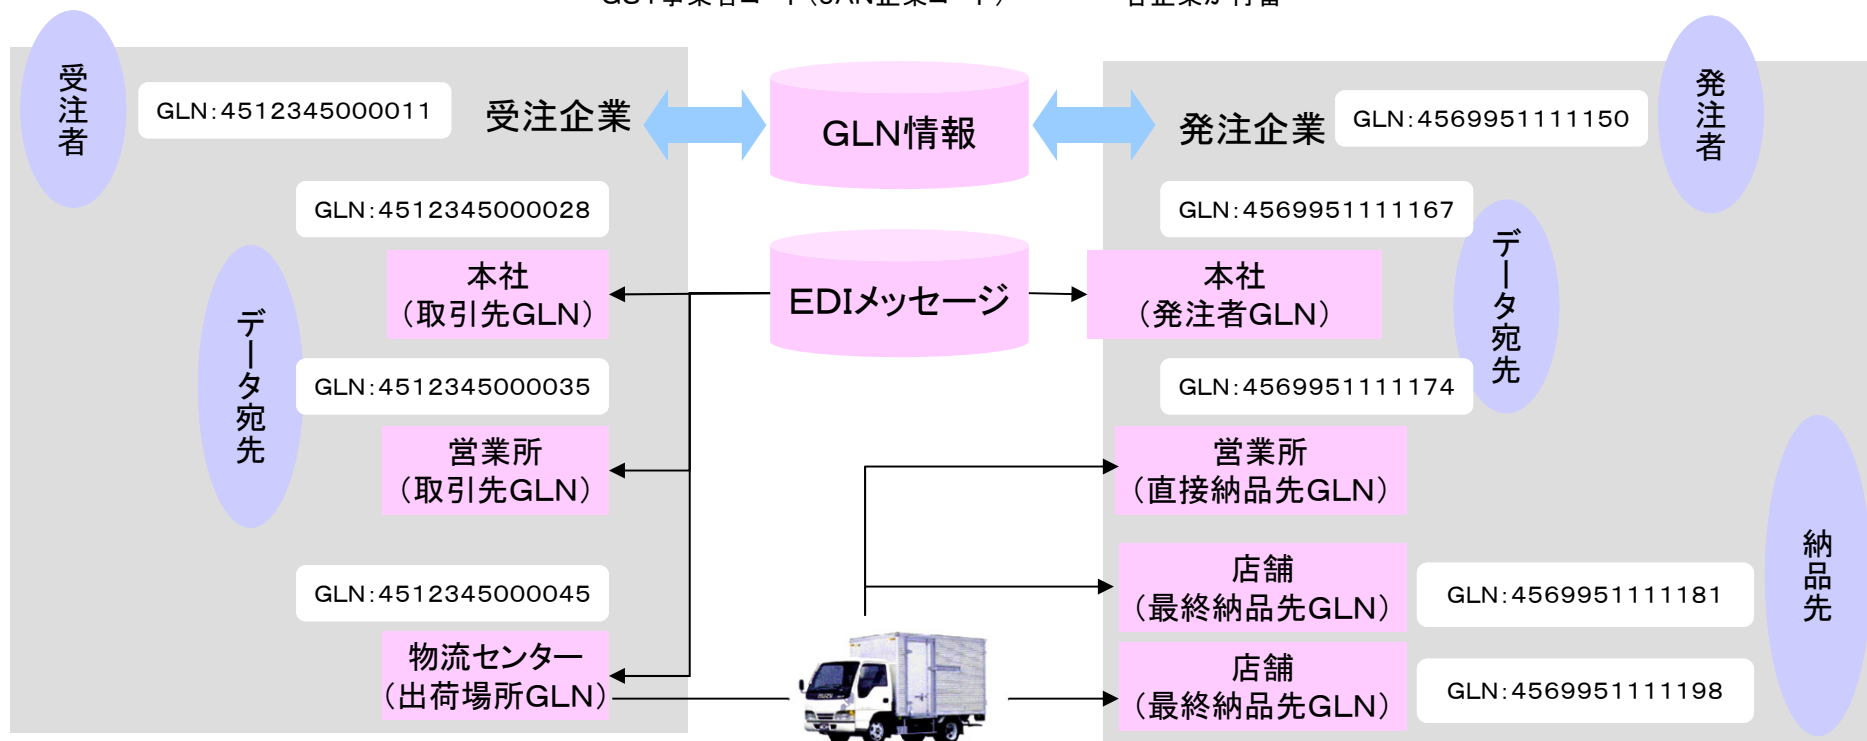 受注者
GLN:4512345000011
受注企業
GLN情報
発注企業
GLN:4569951111150
発注者
GLN:4512345000028
本社
(取引先GLN)
データ宛先
GLN:4512345000035
営業所
(取引先GLN)
GLN:4512345000045
物流センター
(出荷場所GLN)
EDIメッセージ
GLN:4569951111167
本社
(発注者GLN)
データ宛先
GLN:4569951111174
営業所
(直接納品先GLN)
店舗
(最終納品先GLN)
GLN:4569951111181
店舗
(最終納品先GLN)
GLN:4569951111198
納品先